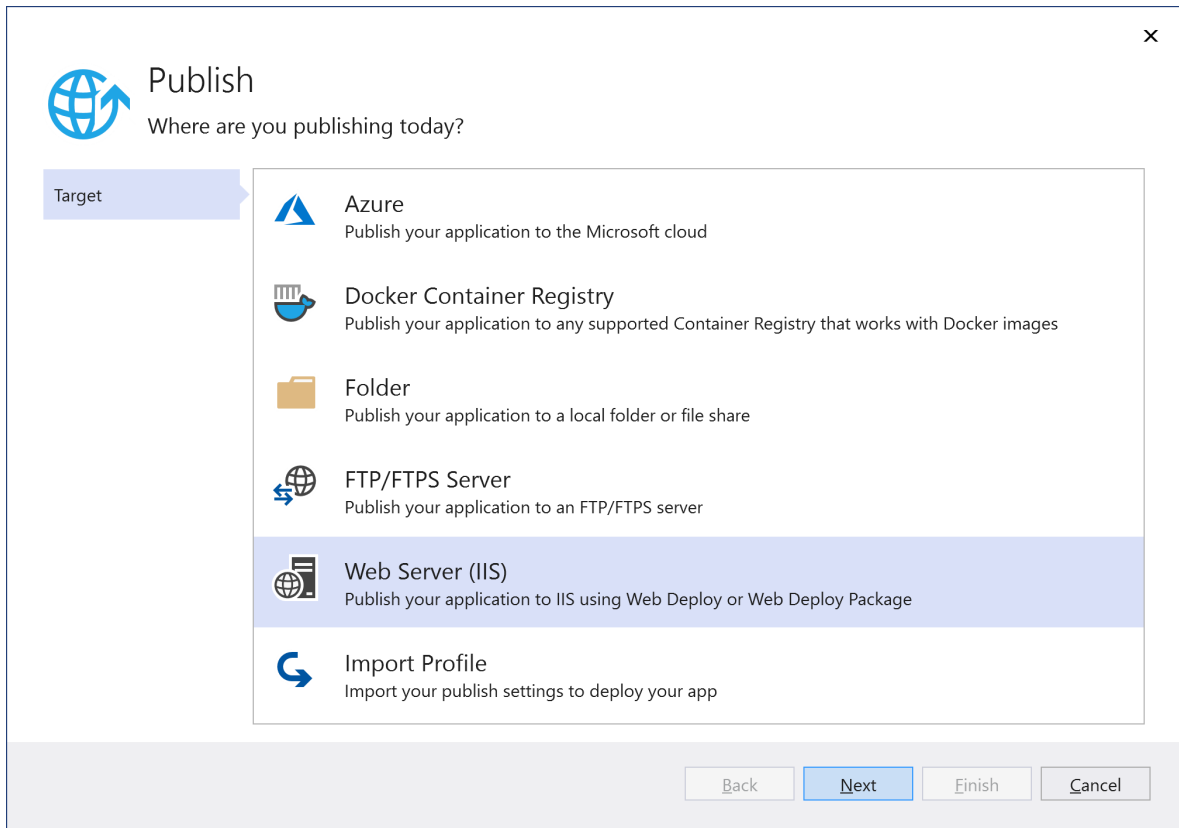 Publish
Where are you publishing today?
Target
Azure
Publish your application to the Microsoft cloud
Docker Container Registry
Publish your application to any supported Container Registry that works with Docker images
Folder
Publish your application to a local folder or file share
FTP/FTPS Server
Publish your application to an FTP/FTPS server
Web Server (IIS)
Publish your application to IIS using Web Deploy or Web Deploy Package
Import Profile
Import your publish settings to deploy your app
Back
Next
Finish
Cancel